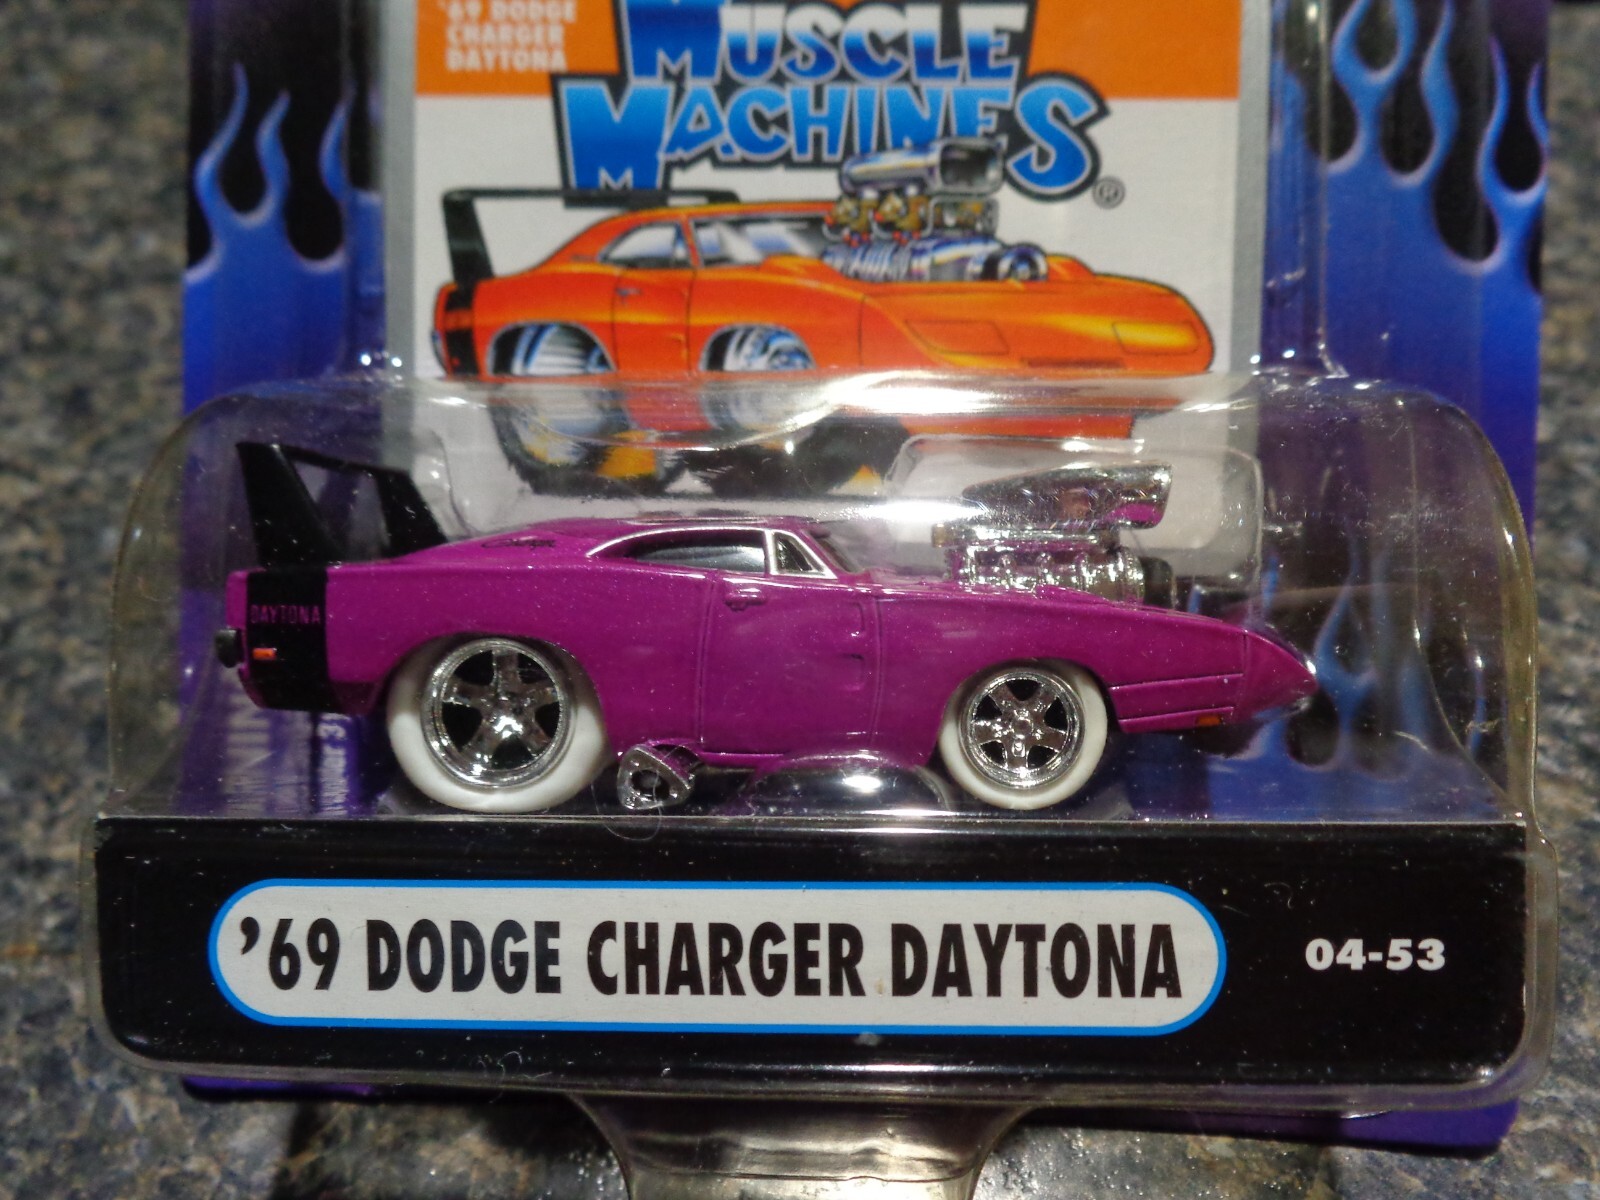 '69 DODGE
CHARGER
DAYTONA
MUSCLE
MACHINES
®
DAYTONA
’69 DODGE CHARGER DAYTONA
04-53